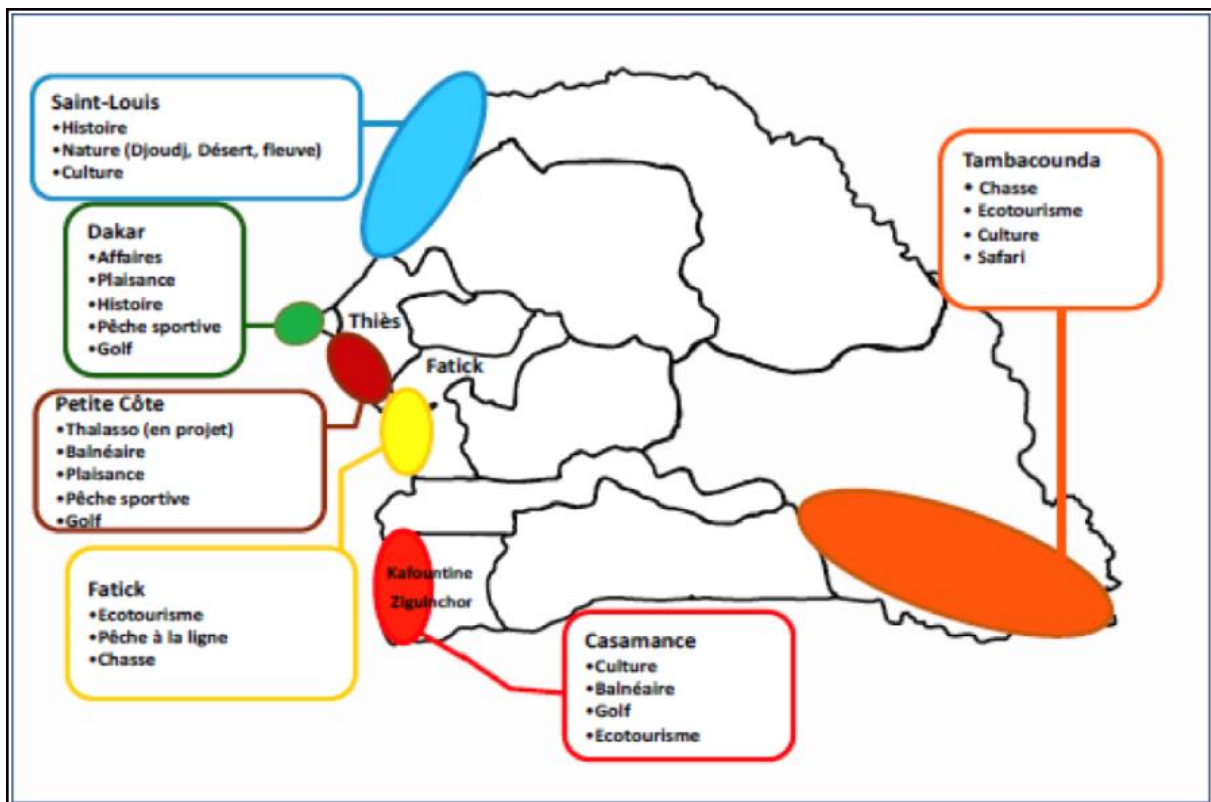 Saint-Louis
•Histoire
•Nature (Djoudj, Désert, fleuve)
•Culture
Dakar
•Affaires
•Plaisance
•Histoire
•Pêche sportive
•Golf
Petite Côte
•Thalasso (en projet)
•Balnéaire
•Plaisance
•Pêche sportive
•Golf
Fatick
•Ecotourisme
•Pêche à la ligne
•Chasse
Thiès
Fatick
Kafountine
Ziguinchor
Casamance
•Culture
•Balnéaire
•Golf
•Ecotourisme
Tambacounda
• Chasse
• Ecotourisme
• Culture
• Safari